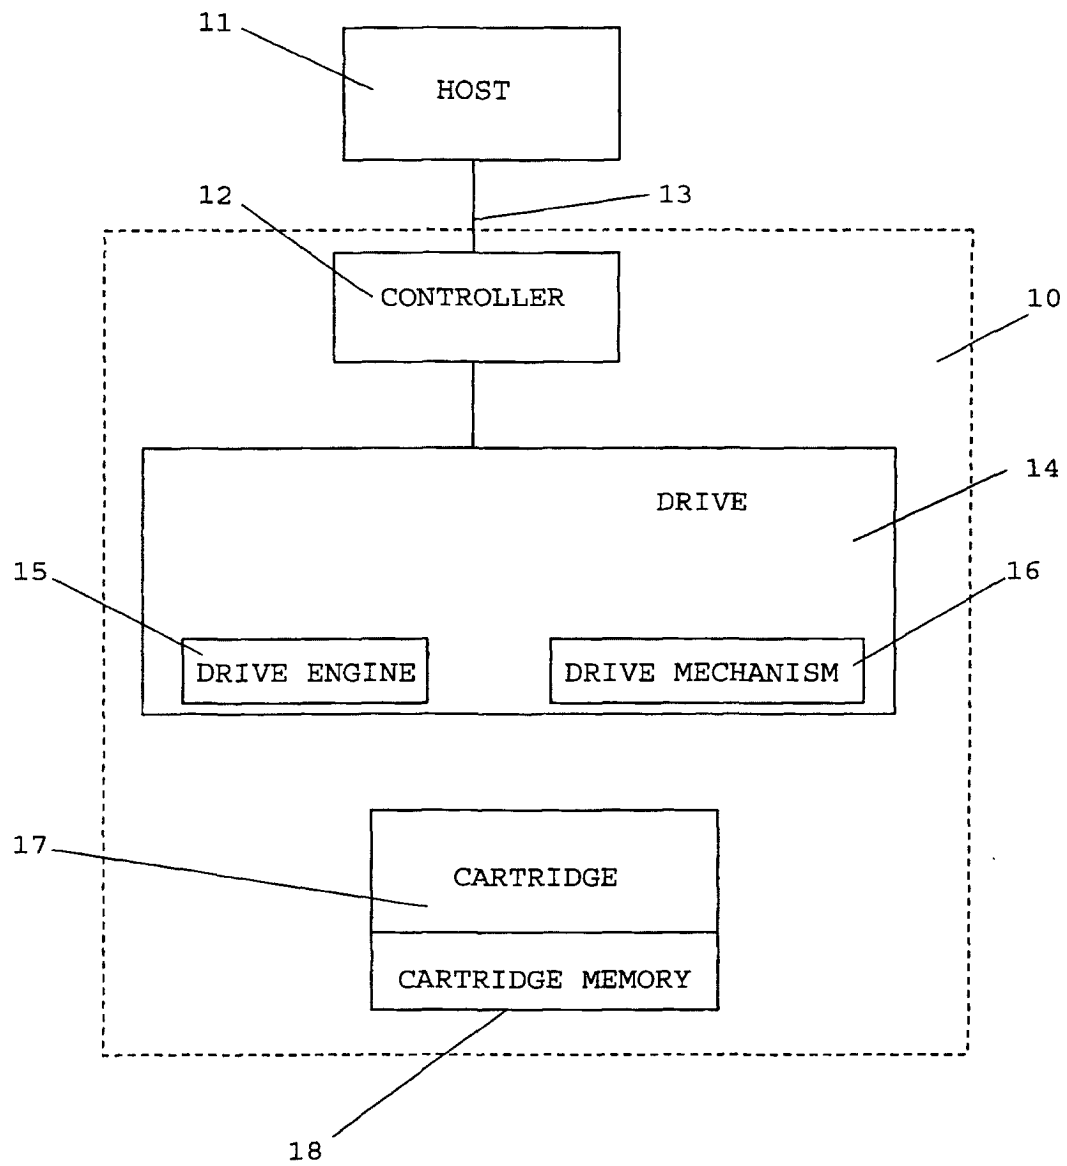 11
HOST
12
13
CONTROLLER
10
14
DRIVE
15
16
DRIVE ENGINE
DRIVE MECHANISM
17
CARTRIDGE
CARTRIDGE MEMORY
18